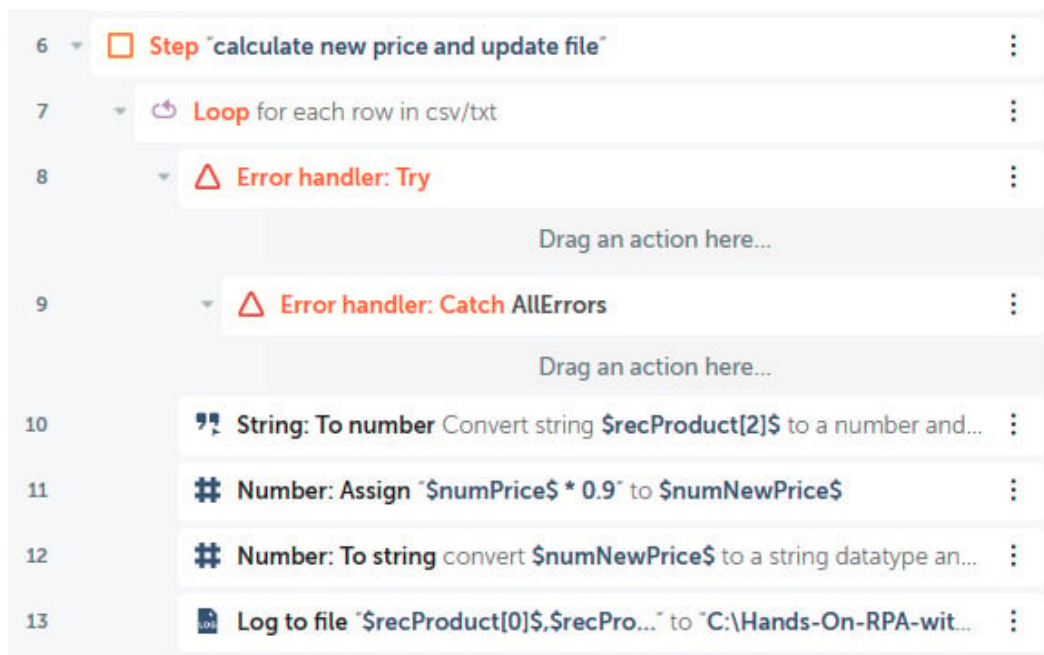 6 Step "calculate new price and update file"
7 Loop for each row in csv/txt
8 Error handler: Try
Drag an action here...
9 Error handler: Catch AllErrors
Drag an action here...
10 String: To number Convert string $recProduct[2]$ to a number and...
11 Number: Assign "$numPrice$ * 0.9" to $numNewPrice$
12 Number: To string convert $numNewPrice$ to a string datatype an...
13 LOG Log to file "$recProduct[0]$,$recPro..." to "C:\Hands-On-RPA-wit...